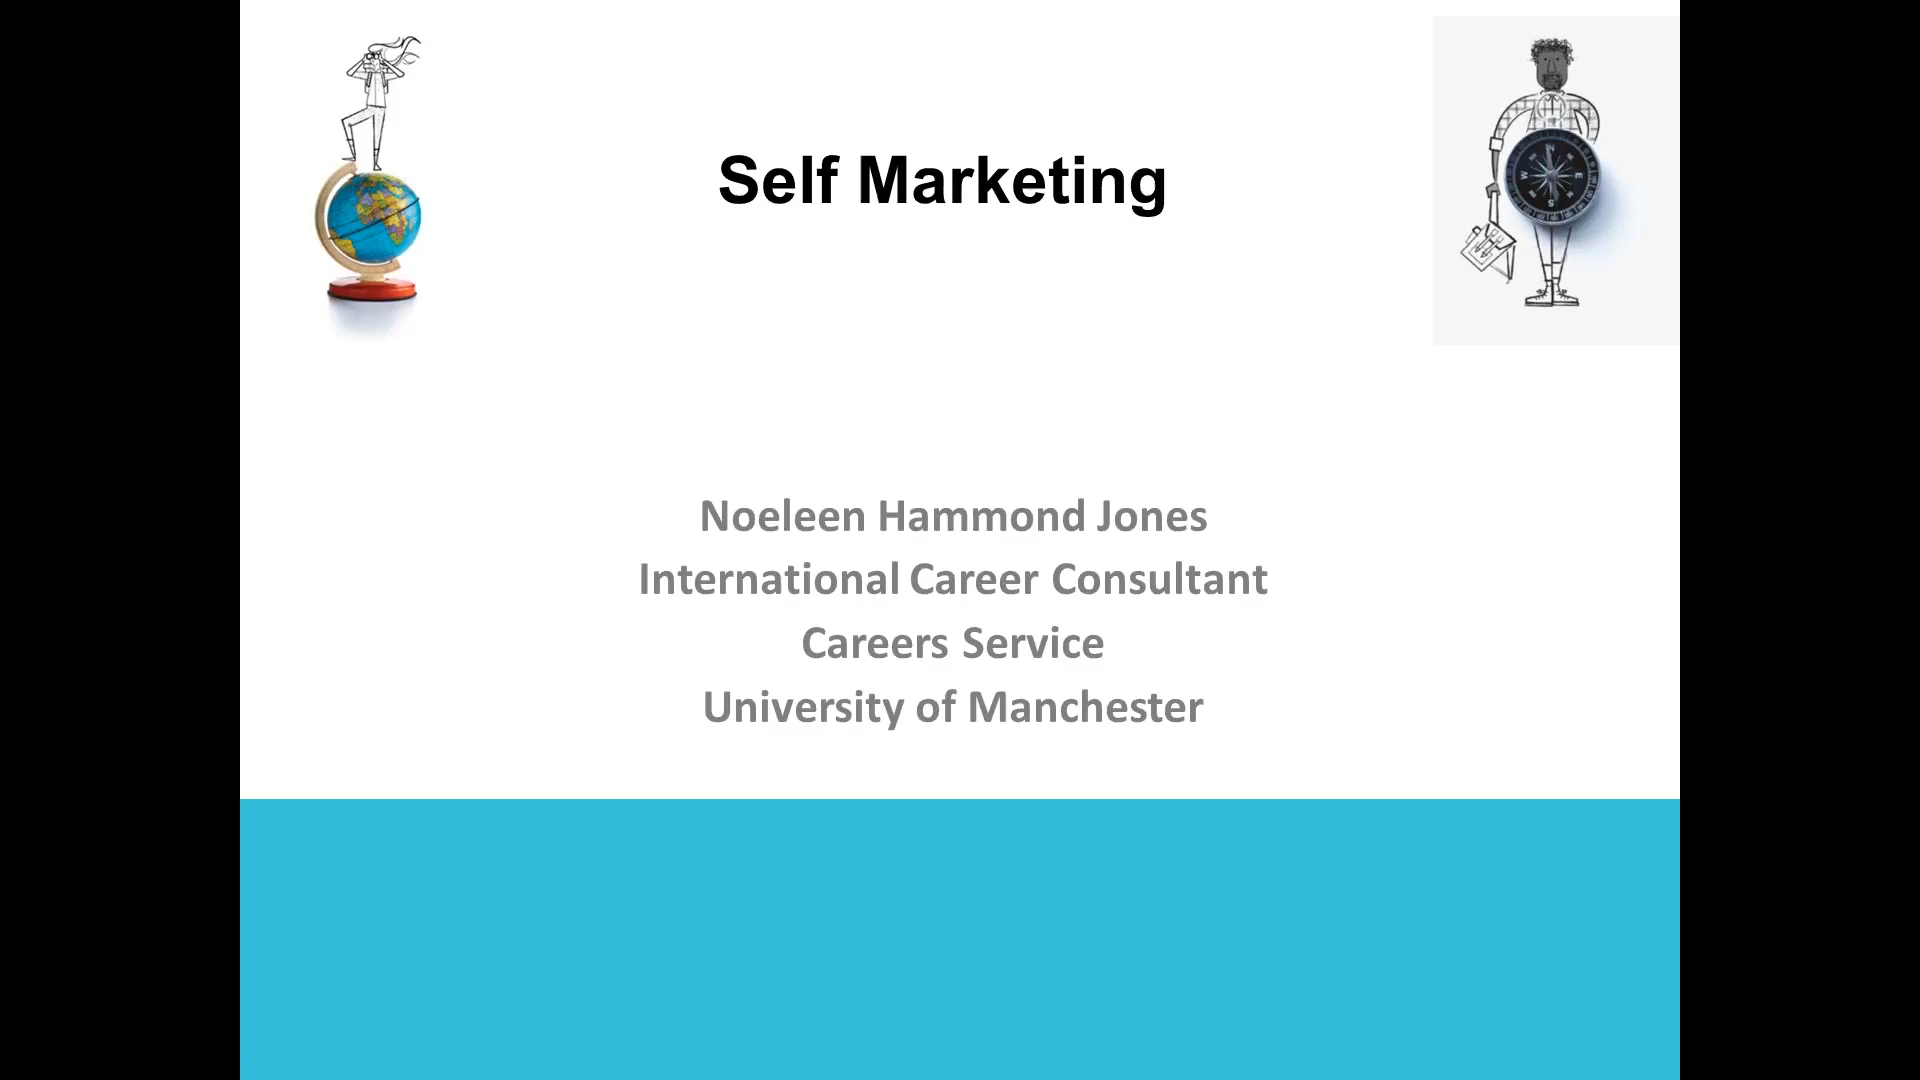 Self Marketing
N
W
E
S
Noeleen Hammond Jones
International Career Consultant
Careers Service
University of Manchester